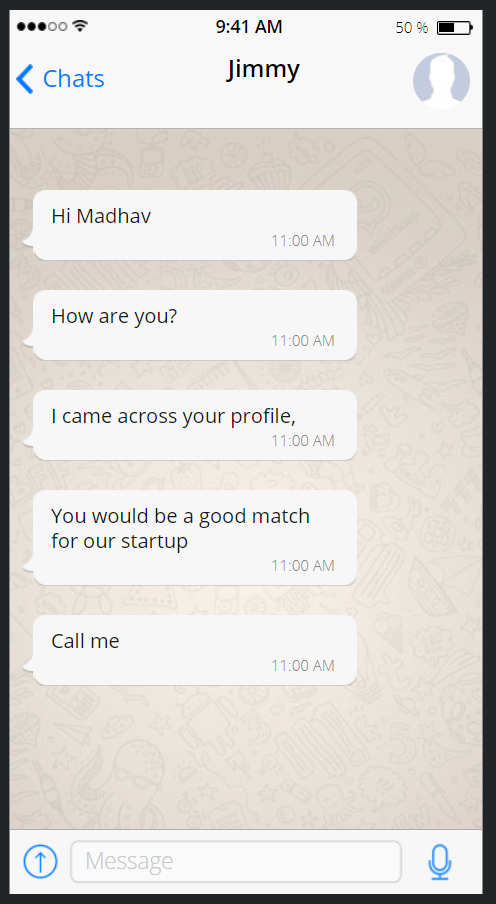 9:41 AM
50 %
Chats
Jimmy
Hi Madhav
11:00 AM
How are you?
11:00 AM
I came across your profile,
11:00 AM
You would be a good match
for our startup
11:00 AM
Call me
11:00 AM
Message